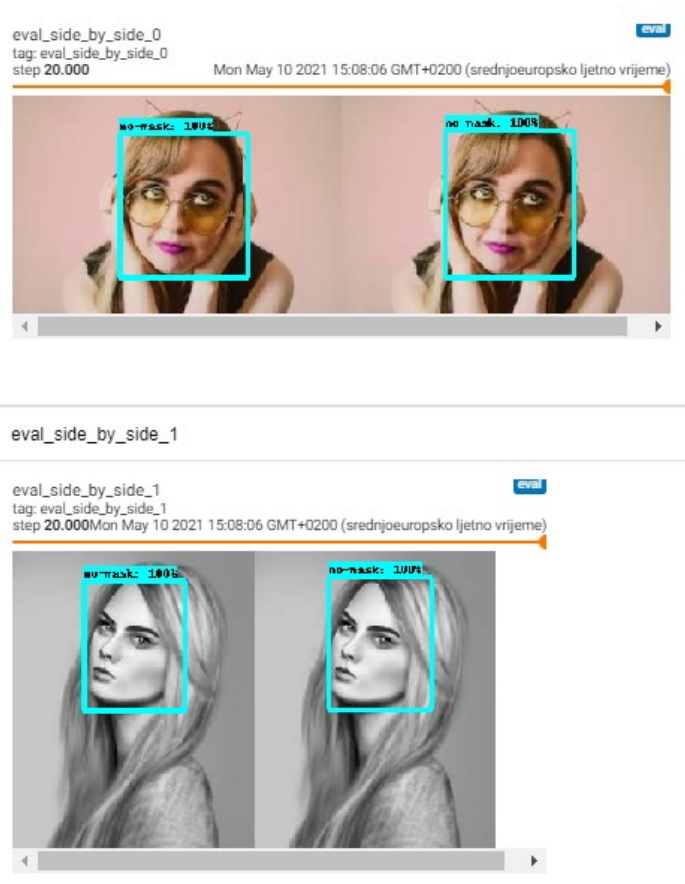 eval_side_by_side_0
eval
tag: eval_side_by_side_0
step 20.000 Mon May 10 2021 15:08:06 GMT+0200 (srednjoeuropsko ljetno vrijeme)
no-mask: 100% no mask. 100%
eval_side_by_side_1
eval_side_by_side_1
eval
tag: eval_side_by_side_1
step 20.000Mon May 10 2021 15:08:06 GMT+0200 (srednjoeuropsko ljetno vrijeme)
no-mask: 100% no-mask: 100%